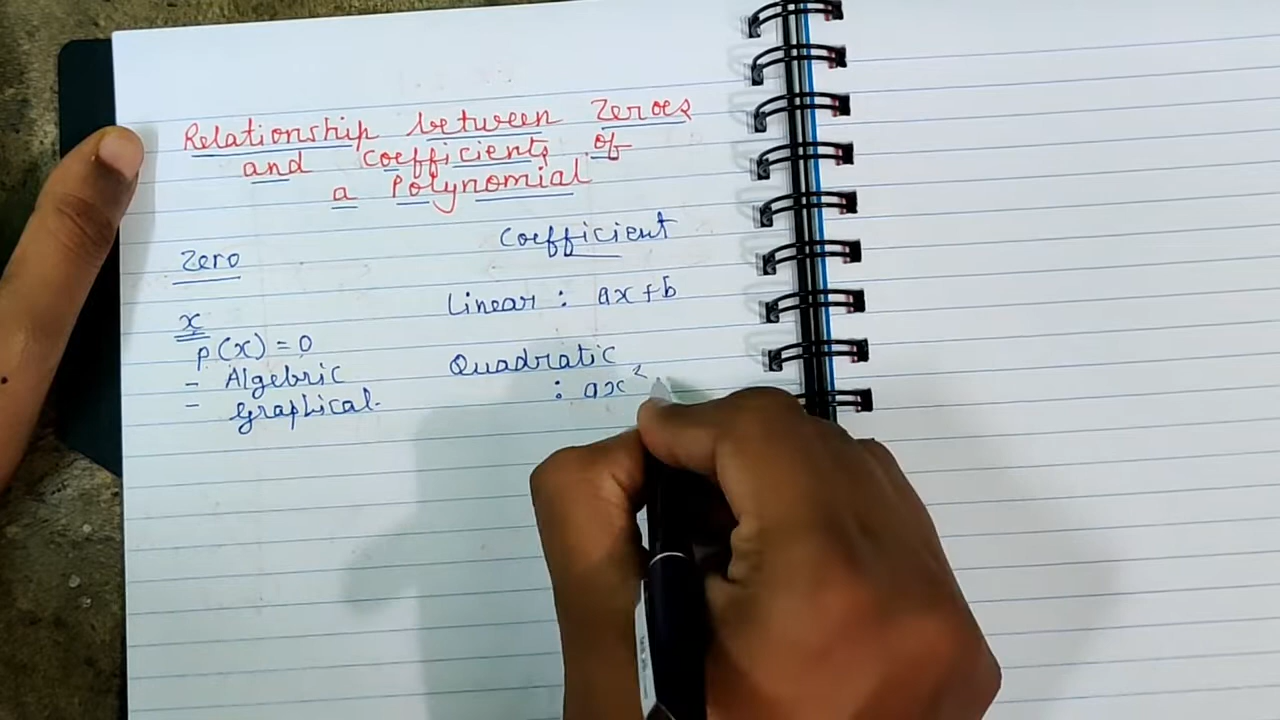 Relationship between Zeroes
and Coefficients of
a Polynomial
Zero
x
P(x) = 0
- Algebric
- Graphical.
Coefficient
Linear : ax + b
Quadratic
: ax²